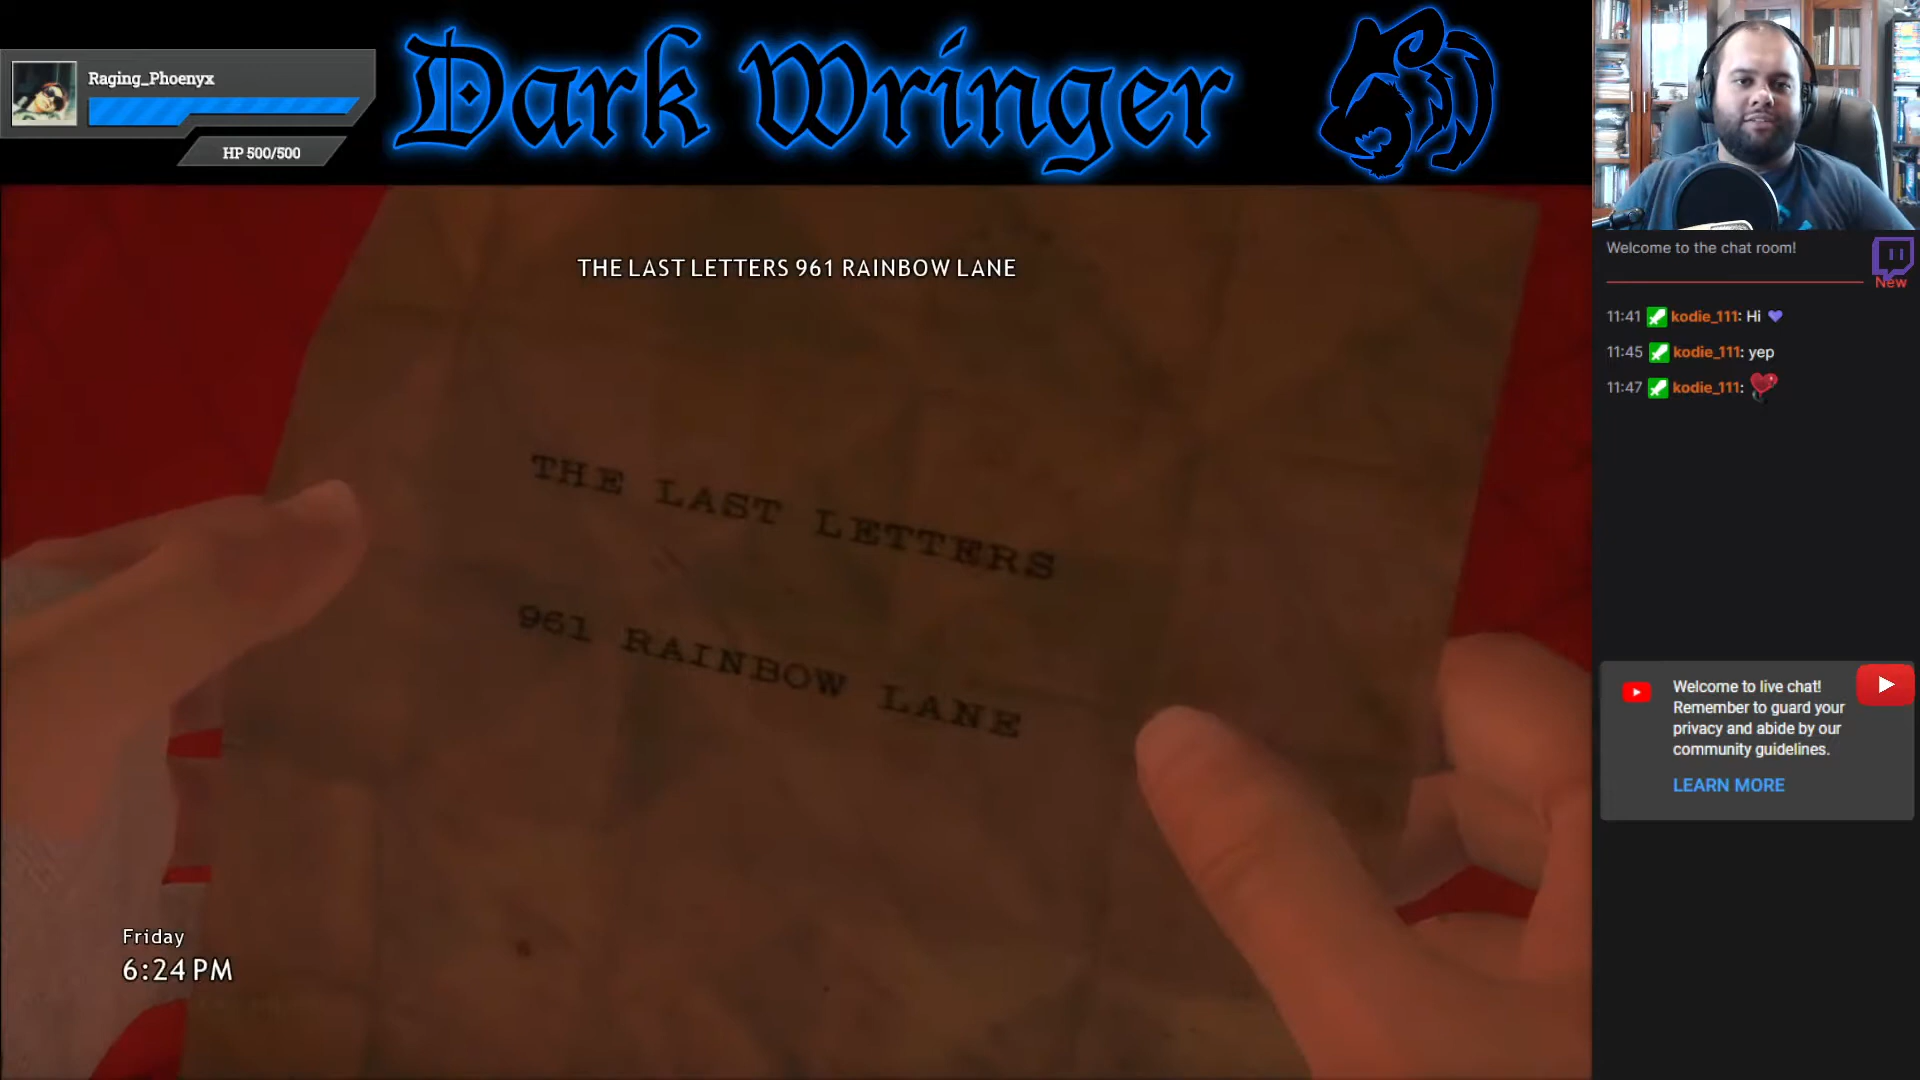 Raging_Phoenyx
HP 500/500
Dark Wringer
THE LAST LETTERS 961 RAINBOW LANE
THE LAST LETTERS
961 RAINBOW LANE
Friday
6:24 PM
Welcome to the chat room!
New
11:41 kodie_111: Hi
11:45 kodie_111: yep
11:47 kodie_111:
Welcome to live chat!
Remember to guard your
privacy and abide by our
community guidelines.
LEARN MORE